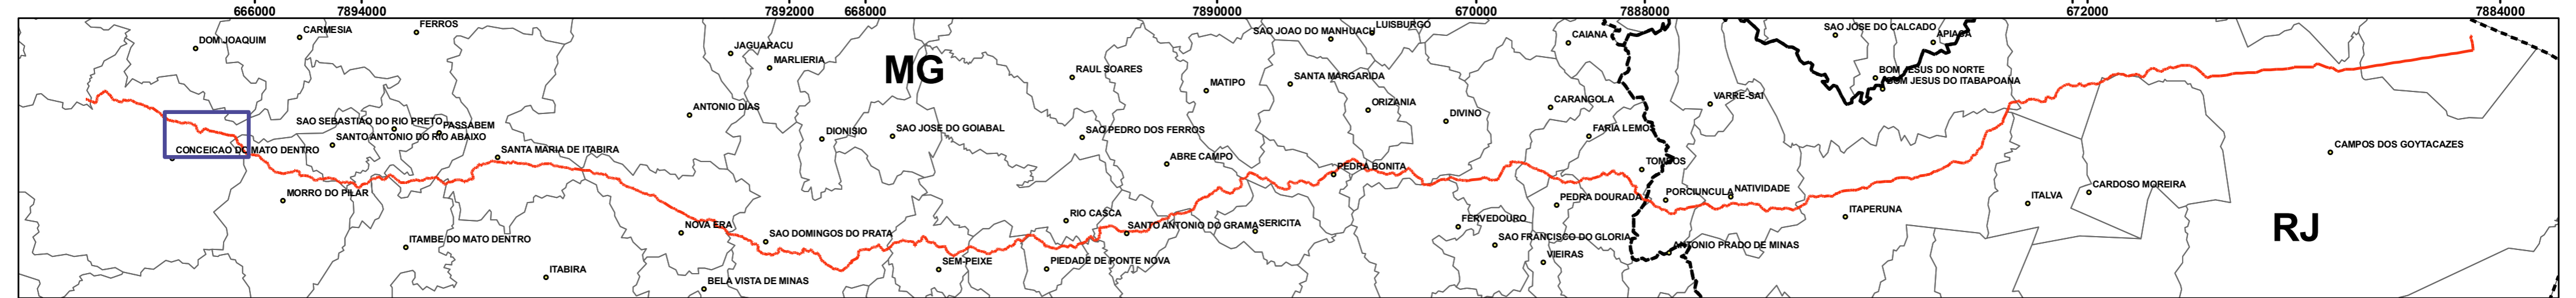 666000
7894000
7892000
668000
7890000
670000
7888000
672000
7884000
DOM JOAQUIM
CARMESIA
FERROS
JAGUARACU
MARLIERIA
MG
RAUL SOARES
SAO JOAO DO MANHUACU
LUISBURGO
MATIPO
SANTA MARGARIDA
ORIZANIA
DIVINO
CAIANA
CARANGOLA
FARIA LEMOS
VARRE-SAI
SAO JOSE DO CALCADO
APIACA
BOM JESUS DO NORTE
BOM JESUS DO ITABAPOANA
SAO SEBASTIAO DO RIO PRETO
PASSABEM
SANTO ANTONIO DO RIO ABAIXO
CONCEICAO DO MATO DENTRO
SANTA MARIA DE ITABIRA
ANTONIO DIAS
DIONISIO
SAO JOSE DO GOIABAL
SAO PEDRO DOS FERROS
ABRE CAMPO
PEDRA BONITA
TOMBOS
CAMPOS DOS GOYTACAZES
MORRO DO PILAR
PEDRA DOURADA
PORCIUNCULA
NATIVIDADE
CARDOSO MOREIRA
ITALVA
ITAPERUNA
RJ
NOVA ERA
SAO DOMINGOS DO PRATA
RIO CASCA
SANTO ANTONIO DO GRAMA
SERICITA
FERVEDOURO
SAO FRANCISCO DO GLORIA
ANTONIO PRADO DE MINAS
ITAMBE DO MATO DENTRO
ITABIRA
SEM-PEIXE
PIEDADE DE PONTE NOVA
VIEIRAS
BELA VISTA DE MINAS